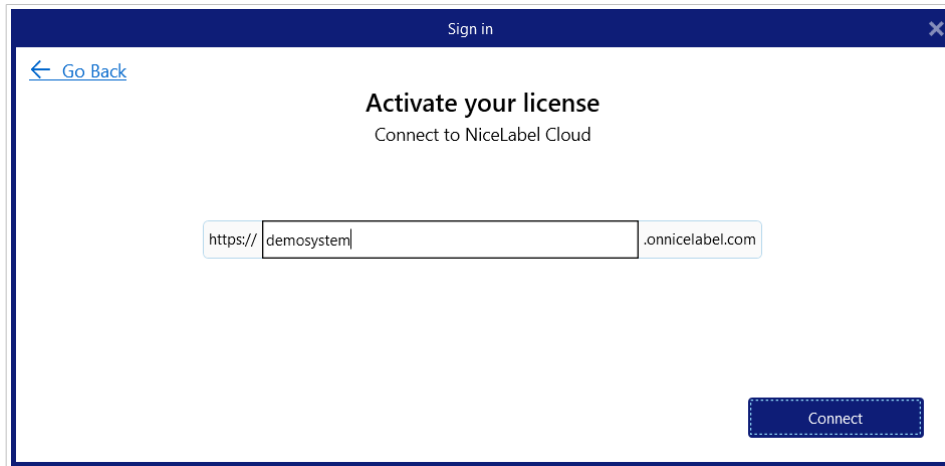 Sign in
Go Back
Activate your license
Connect to NiceLabel Cloud
https:// demosystem .onnicelabel.com
Connect